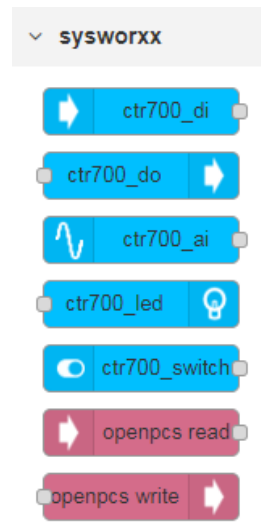 sysworxx
ctr700_di
ctr700_do
ctr700_ai
ctr700_led
ctr700_switch
openpcs read
openpcs write